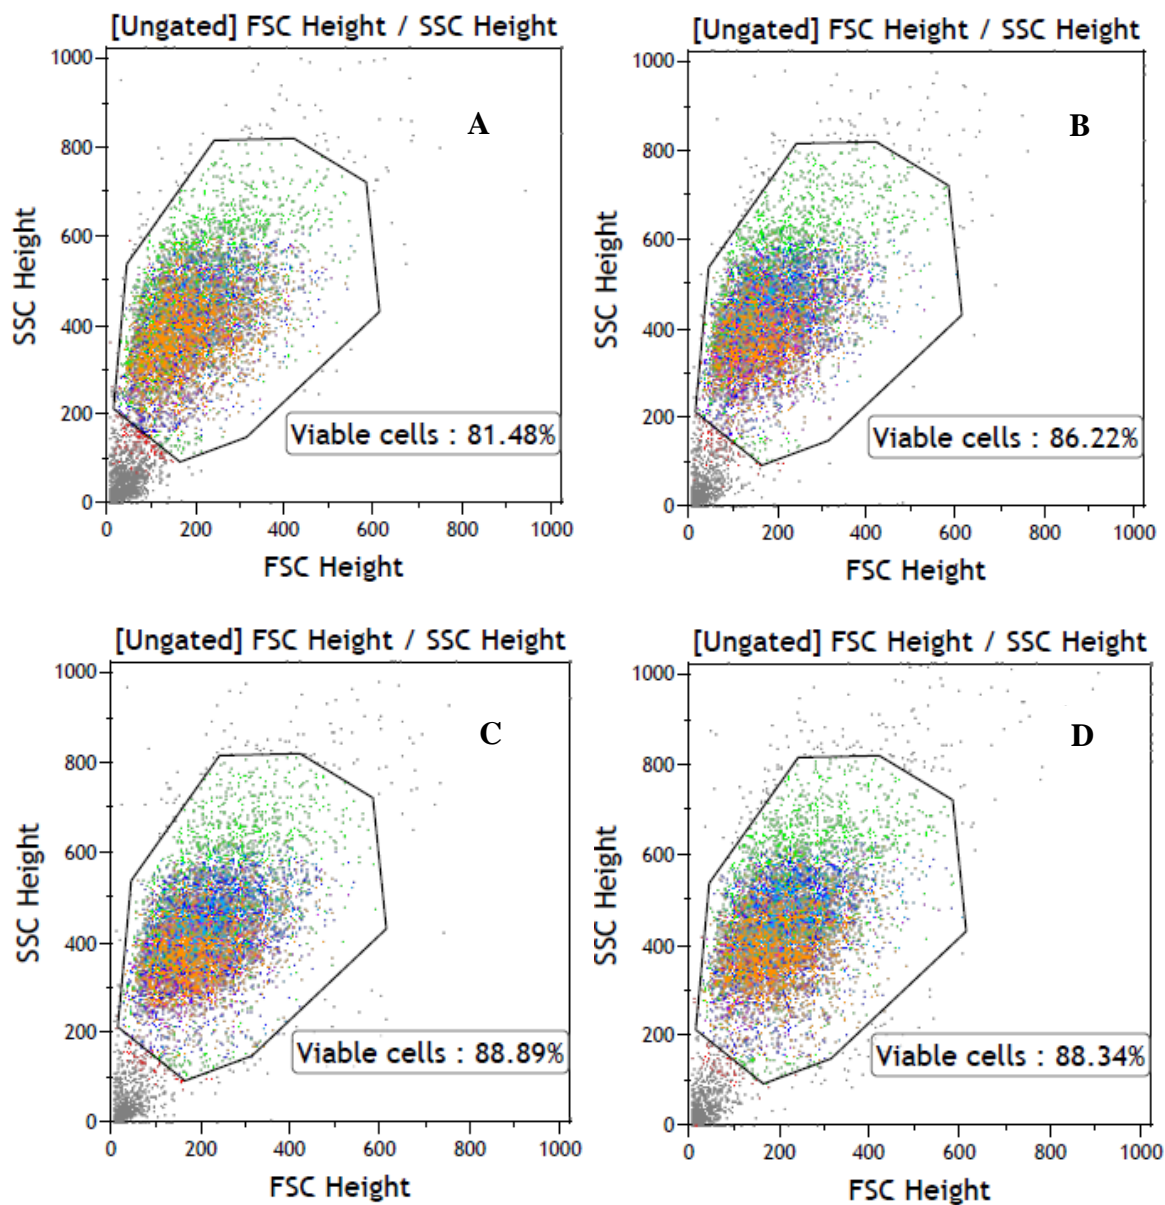 [Ungated] FSC Height / SSC Height
1000
800
600
400
200
0
SSC Height
A
Viable cells : 81.48%
0 200 400 600 800 1000
FSC Height
[Ungated] FSC Height / SSC Height
1000
800
600
400
200
0
SSC Height
B
Viable cells : 86.22%
0 200 400 600 800 1000
FSC Height
[Ungated] FSC Height / SSC Height
1000
800
600
400
200
0
SSC Height
C
Viable cells : 88.89%
0 200 400 600 800 1000
FSC Height
[Ungated] FSC Height / SSC Height
1000
800
600
400
200
0
SSC Height
D
Viable cells : 88.34%
0 200 400 600 800 1000
FSC Height